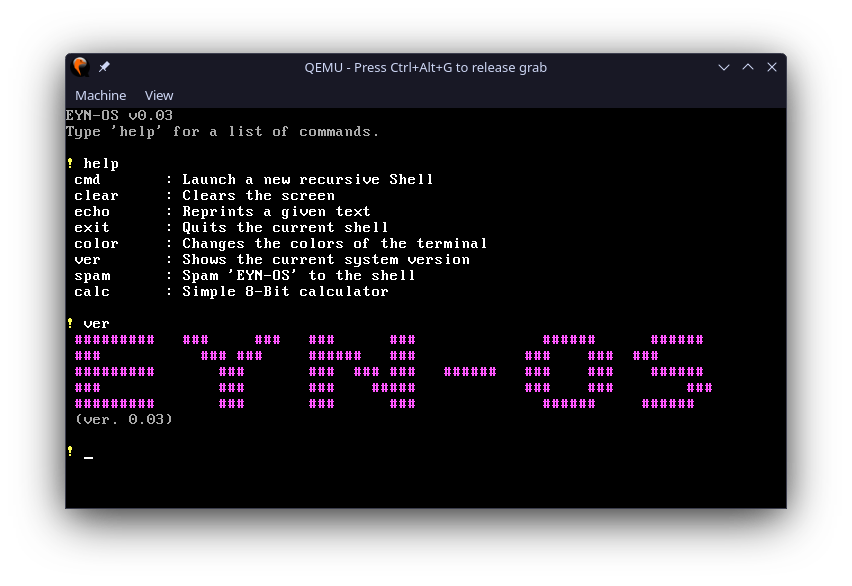 QEMU - Press Ctrl+Alt+G to release grab
Machine View
EYN-OS v0.03
Type 'help' for a list of commands.
! help
cmd : Launch a new recursive Shell
clear : Clears the screen
echo : Reprints a given text
exit : Quits the current shell
color : Changes the colors of the terminal
ver : Shows the current system version
spam : Spam 'EYN-OS' to the shell
calc : Simple 8-Bit calculator
! ver
EYN-OS
(ver. 0.03)
! _